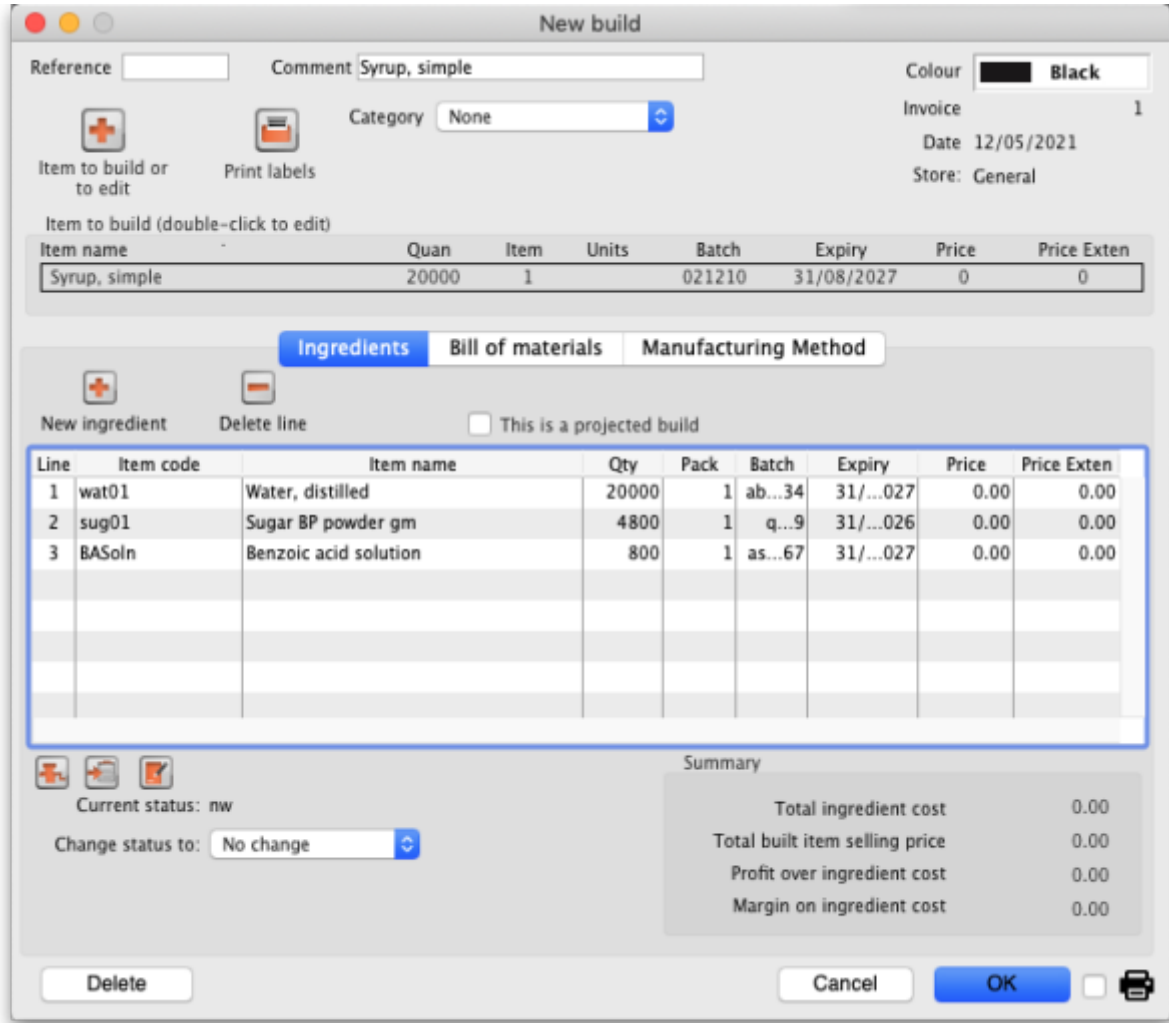 New build
Reference Comment Syrup, simple Colour Black
Category None Invoice 1
Date 12/05/2021
Item to build or to edit Print labels Store: General
Item to build (double-click to edit)
Item name Quan Item Units Batch Expiry Price Price Exten
Syrup, simple 20000 1 021210 31/08/2027 0 0
Ingredients Bill of materials Manufacturing Method
New ingredient Delete line This is a projected build
Line Item code Item name Qty Pack Batch Expiry Price Price Exten
1 wat01 Water, distilled 20000 1 ab...34 31/...027 0.00 0.00
2 sug01 Sugar BP powder gm 4800 1 q...9 31/...026 0.00 0.00
3 BASoln Benzoic acid solution 800 1 as...67 31/...027 0.00 0.00
Summary
Current status: nw Total ingredient cost 0.00
Change status to: No change Total built item selling price 0.00
Profit over ingredient cost 0.00
Margin on ingredient cost 0.00
Delete Cancel OK